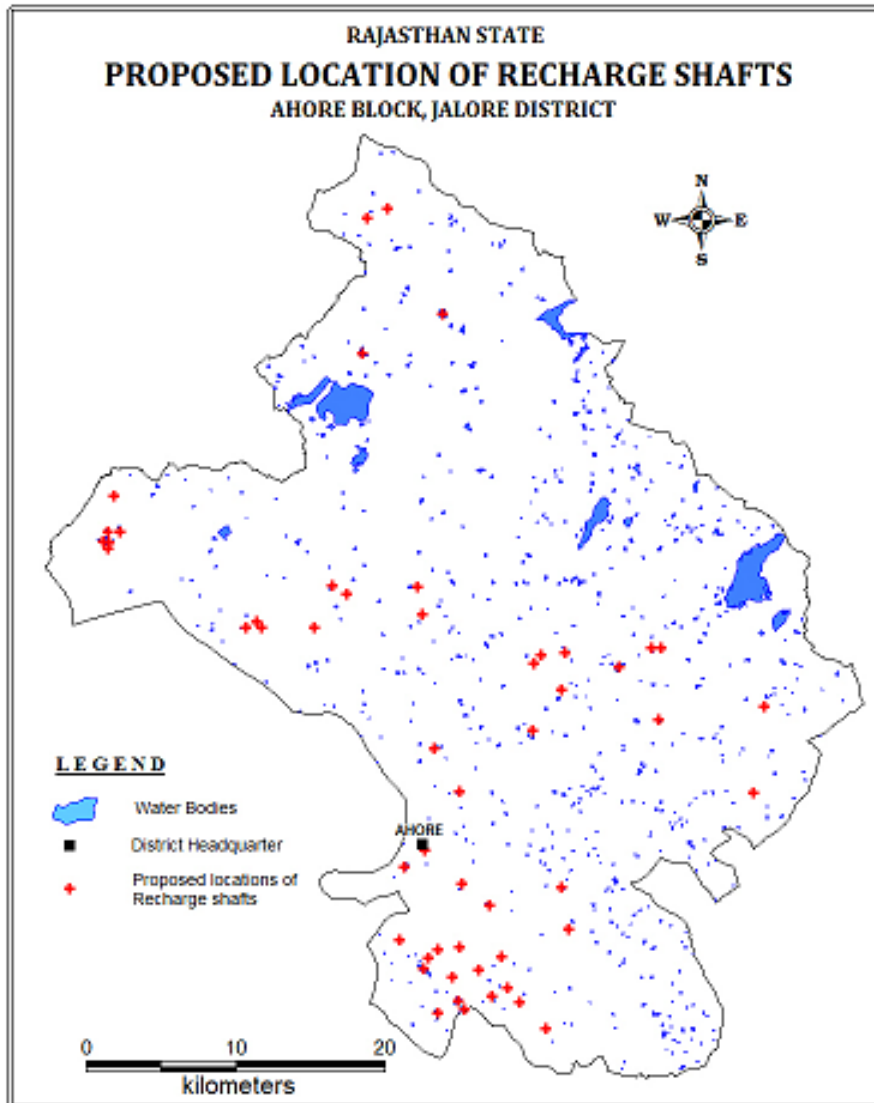 RAJASTHAN STATE
PROPOSED LOCATION OF RECHARGE SHAFTS
AHORE BLOCK, JALORE DISTRICT
N
W E
S
LEGEND
Water Bodies
District Headquarter
Proposed locations of
Recharge shafts
AHORE
0 10 20
kilometers